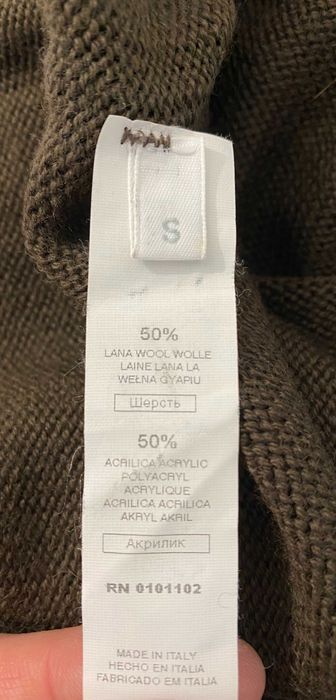 S
50%
LANA WOOL WOLLE
LAINE LANA LA
WEŁNA GYAPIU
Шерсть
50%
ACRILICA ACRYLIC
POLYACRYL
ACRYLIQUE
ACRILICA ACRILICA
AKRYL AKRIL
Акрилик
RN 0101102
MADE IN ITALY
HECHO EN ITALIA
FABRIQUÉ EM ITALIA